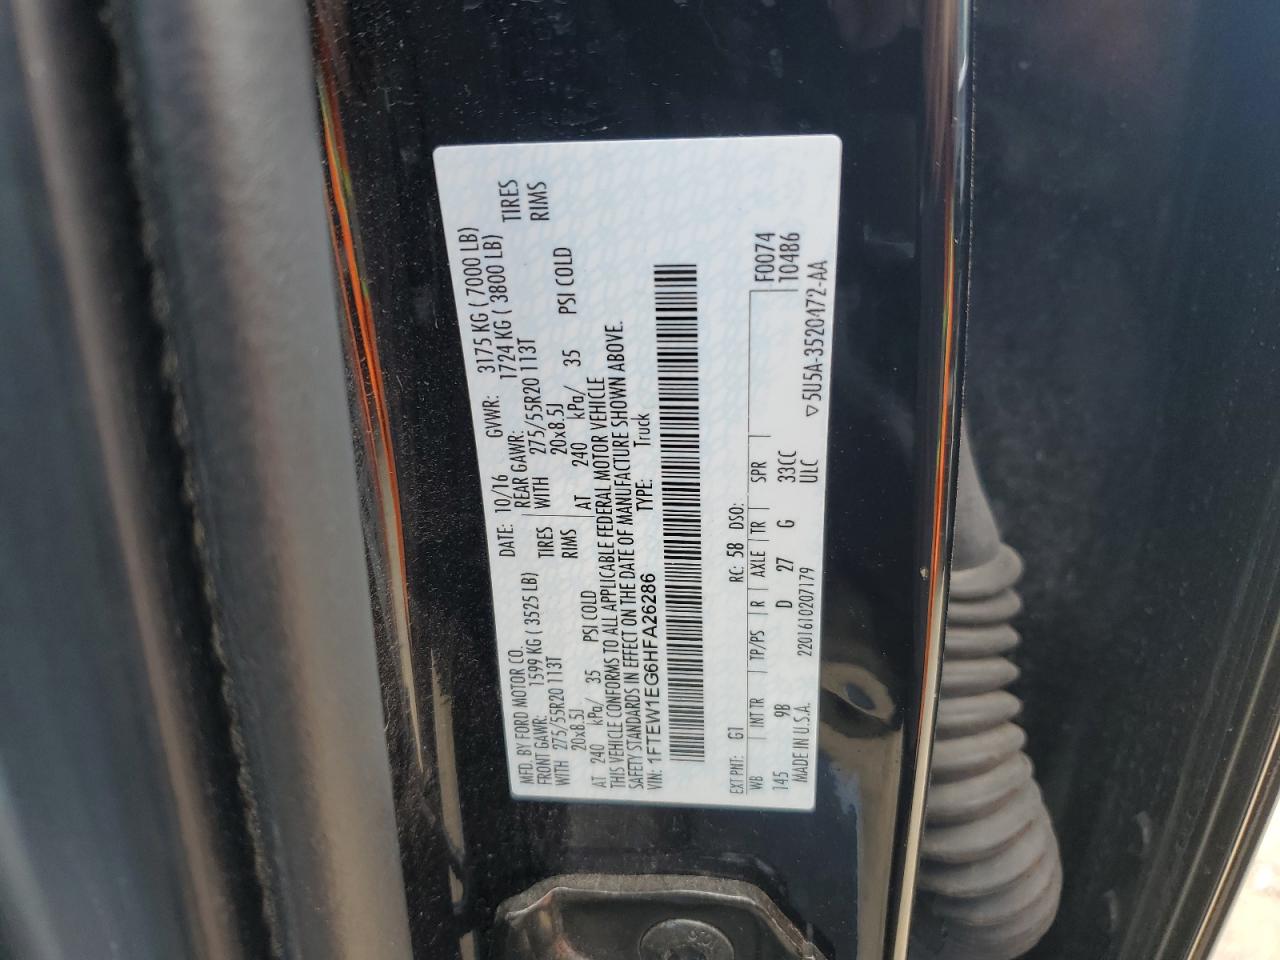 MFD. BY FORD MOTOR CO.
DATE: 10/16 GVWR: 3175 KG ( 7000 LB)
FRONT GAWR: 1599 KG ( 3525 LB)
REAR GAWR: 1724 KG ( 3800 LB)
WITH 275/55R20 113T TIRES
WITH 275/55R20 113T TIRES
20x8.5J RIMS
20x8.5J RIMS
AT 240 kPa/ 35 PSI COLD
AT 240 kPa/ 35 PSI COLD
THIS VEHICLE CONFORMS TO ALL APPLICABLE FEDERAL MOTOR VEHICLE
SAFETY STANDARDS IN EFFECT ON THE DATE OF MANUFACTURE SHOWN ABOVE.
VIN: 1FTEW1EG6HFA26286 TYPE: Truck
EXT PNT: G1 RC: 58 DSO: F0074
WB INT TR TP/PS R AXLE TR SPR T0486
145 9B D 27 G 33CC
MADE IN U.S.A. 2201610207179 ULC
▽5U5A-3520472-AA